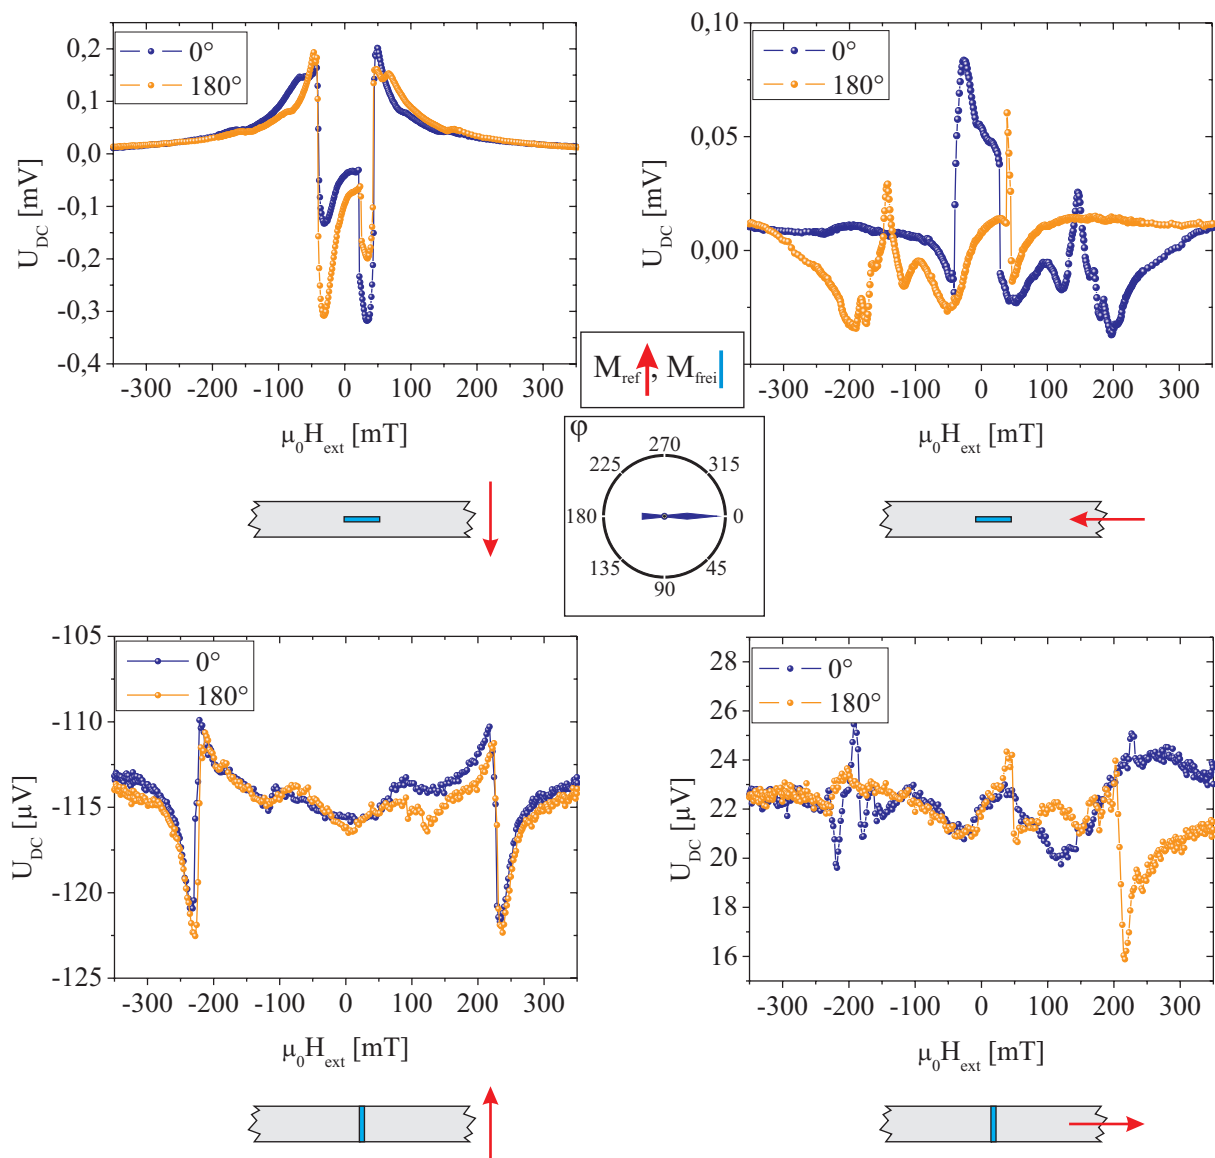 0,2
0,1
0,0
-0,1
-0,2
-0,3
-0,4
U_DC [mV]
0°
180°
-300 -200 -100 0 100 200 300
μ₀H_ext [mT]
0,10
0,05
0,00
U_DC [mV]
0°
180°
-300 -200 -100 0 100 200 300
μ₀H_ext [mT]
M_ref , M_frei
φ
270
225 315
180 0
135 45
90
-105
-110
-115
-120
-125
U_DC [μV]
0°
180°
-300 -200 -100 0 100 200 300
μ₀H_ext [mT]
28
26
24
22
20
18
16
U_DC [μV]
0°
180°
-300 -200 -100 0 100 200 300
μ₀H_ext [mT]